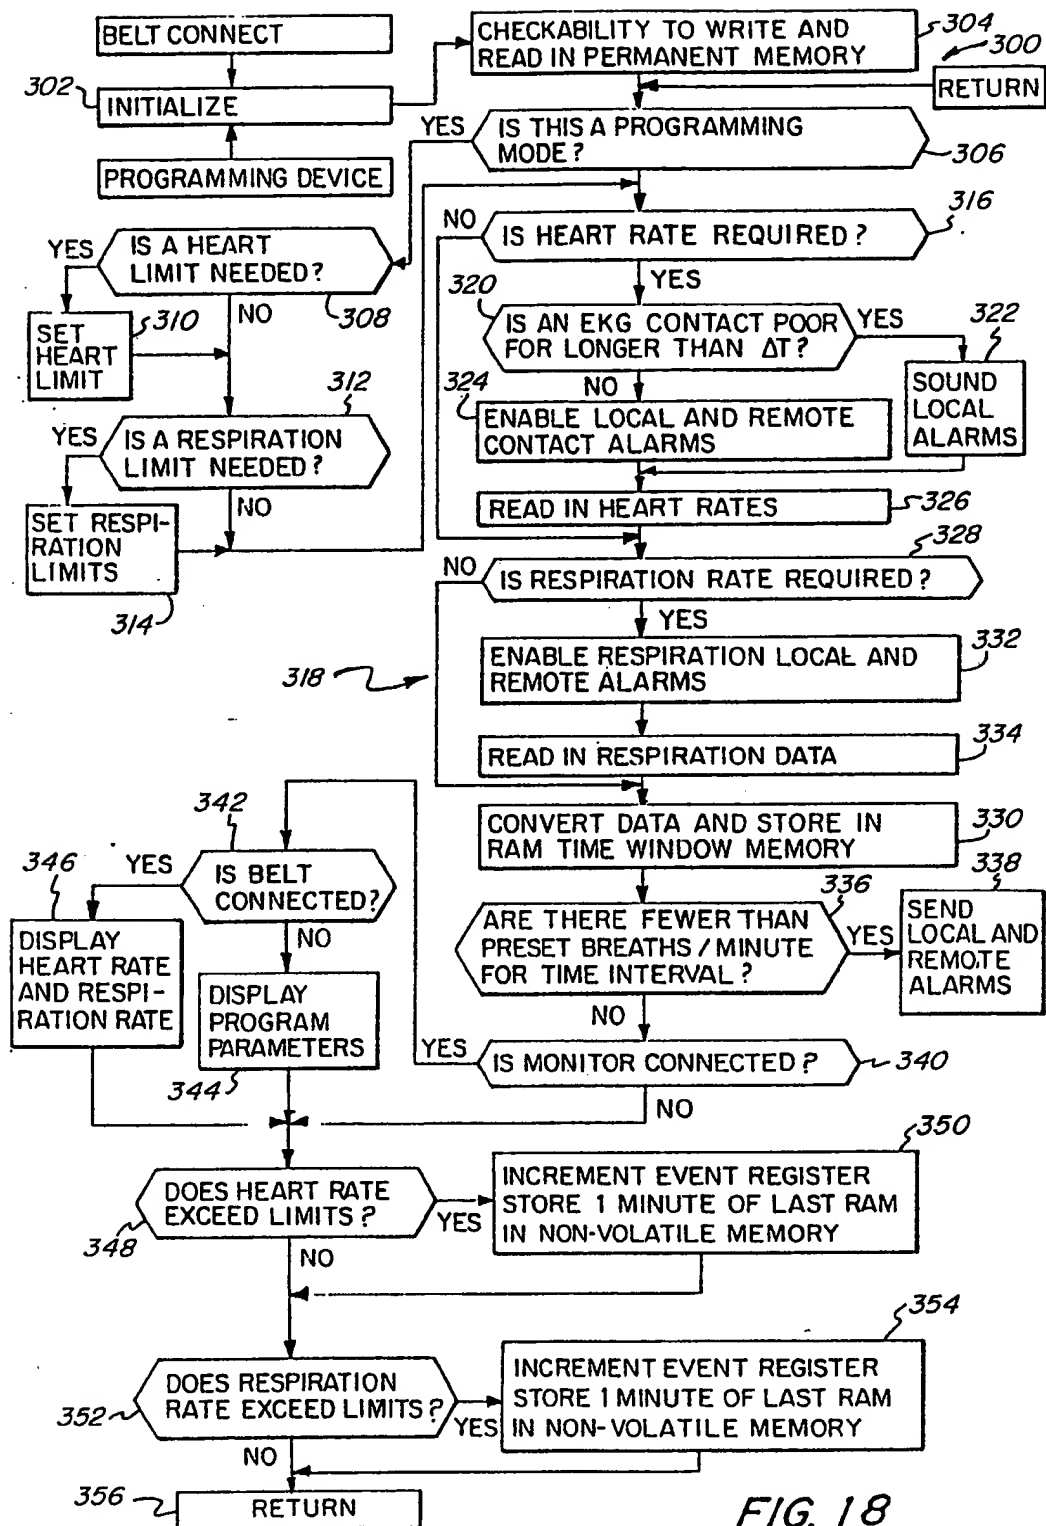 BELT CONNECT
302
INITIALIZE
PROGRAMMING DEVICE
CHECKABILITY TO WRITE AND
READ IN PERMANENT MEMORY
304
300
RETURN
YES
IS THIS A PROGRAMMING
MODE?
306
NO
IS HEART RATE REQUIRED?
316
YES
YES
IS A HEART
LIMIT NEEDED?
308
310
SET
HEART
LIMIT
NO
312
YES
IS A RESPIRATION
LIMIT NEEDED?
NO
SET RESPI-
RATION
LIMITS
314
320
IS AN EKG CONTACT POOR
FOR LONGER THAN ΔT?
YES
322
SOUND
LOCAL
ALARMS
324
NO
ENABLE LOCAL AND REMOTE
CONTACT ALARMS
READ IN HEART RATES
326
328
NO
IS RESPIRATION RATE REQUIRED?
YES
318
ENABLE RESPIRATION LOCAL AND
REMOTE ALARMS
332
READ IN RESPIRATION DATA
334
CONVERT DATA AND STORE IN
RAM TIME WINDOW MEMORY
330
336
ARE THERE FEWER THAN
PRESET BREATHS/MINUTE
FOR TIME INTERVAL?
YES
338
SEND
LOCAL AND
REMOTE
ALARMS
NO
IS MONITOR CONNECTED?
340
YES
NO
342
IS BELT
CONNECTED?
YES
346
DISPLAY
HEART RATE
AND RESPI-
RATION RATE
NO
DISPLAY
PROGRAM
PARAMETERS
344
DOES HEART RATE
EXCEED LIMITS?
348
YES
350
INCREMENT EVENT REGISTER
STORE 1 MINUTE OF LAST RAM
IN NON-VOLATILE MEMORY
NO
354
DOES RESPIRATION
RATE EXCEED LIMITS?
352
YES
INCREMENT EVENT REGISTER
STORE 1 MINUTE OF LAST RAM
IN NON-VOLATILE MEMORY
NO
356
RETURN
FIG. 18